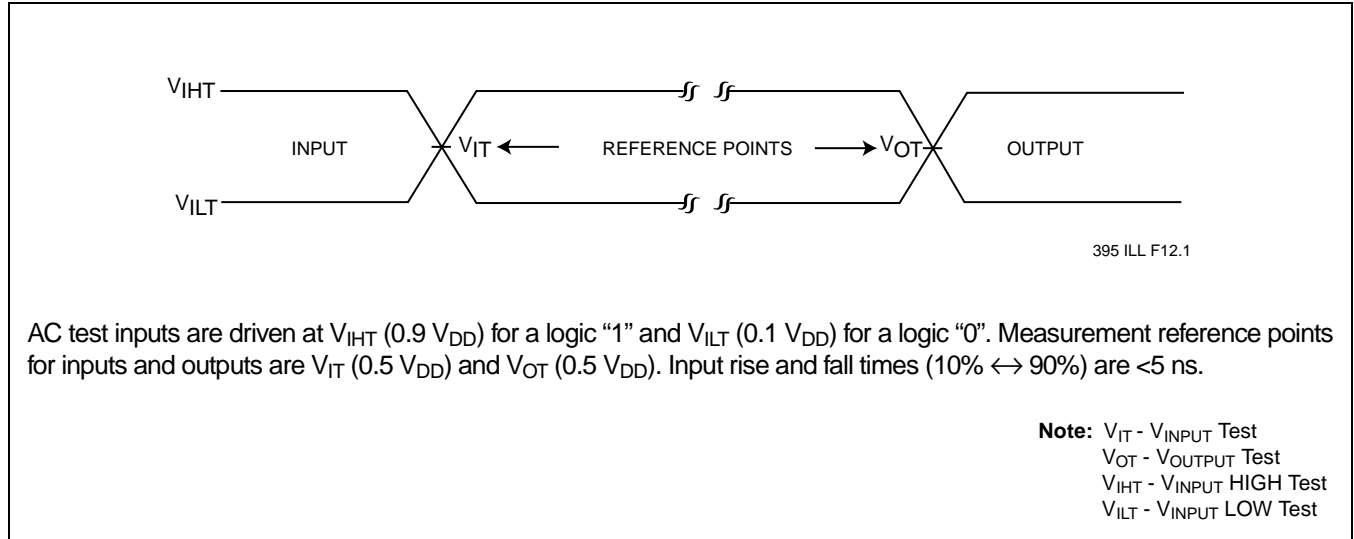 VIHT
INPUT VIT REFERENCE POINTS VOT OUTPUT
VILT
395 ILL F12.1
AC test inputs are driven at VIHT (0.9 VDD) for a logic “1” and VILT (0.1 VDD) for a logic “0”. Measurement reference points
for inputs and outputs are VIT (0.5 VDD) and VOT (0.5 VDD). Input rise and fall times (10% ↔ 90%) are <5 ns.
Note: VIT - VINPUT Test
VOT - VOUTPUT Test
VIHT - VINPUT HIGH Test
VILT - VINPUT LOW Test